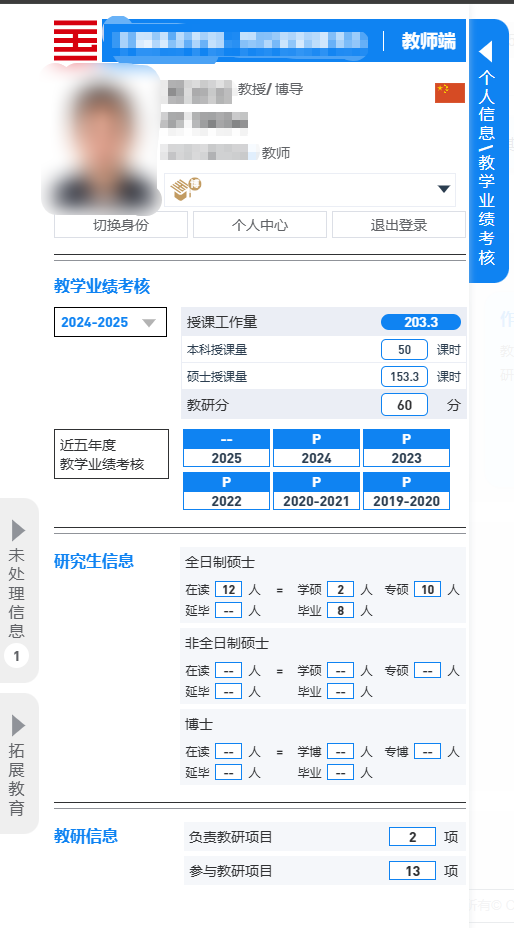 教师端
教授/ 博导
教师
博
切换身份 个人中心 退出登录
教学业绩考核
2024-2025
授课工作量 203.3
本科授课量 50 课时
硕士授课量 153.3 课时
教研分 60 分
近五年度
教学业绩考核
-- P P
2025 2024 2023
P P P
2022 2020-2021 2019-2020
研究生信息
全日制硕士
在读 12 人 = 学硕 2 人 专硕 10 人
延毕 -- 人 毕业 8 人
非全日制硕士
在读 -- 人 = 学硕 -- 人 专硕 -- 人
延毕 -- 人 毕业 -- 人
博士
在读 -- 人 = 学博 -- 人 专博 -- 人
延毕 -- 人 毕业 -- 人
教研信息
负责教研项目 2 项
参与教研项目 13 项
个人信息/教学业绩考核
未处理信息
1
拓展教育